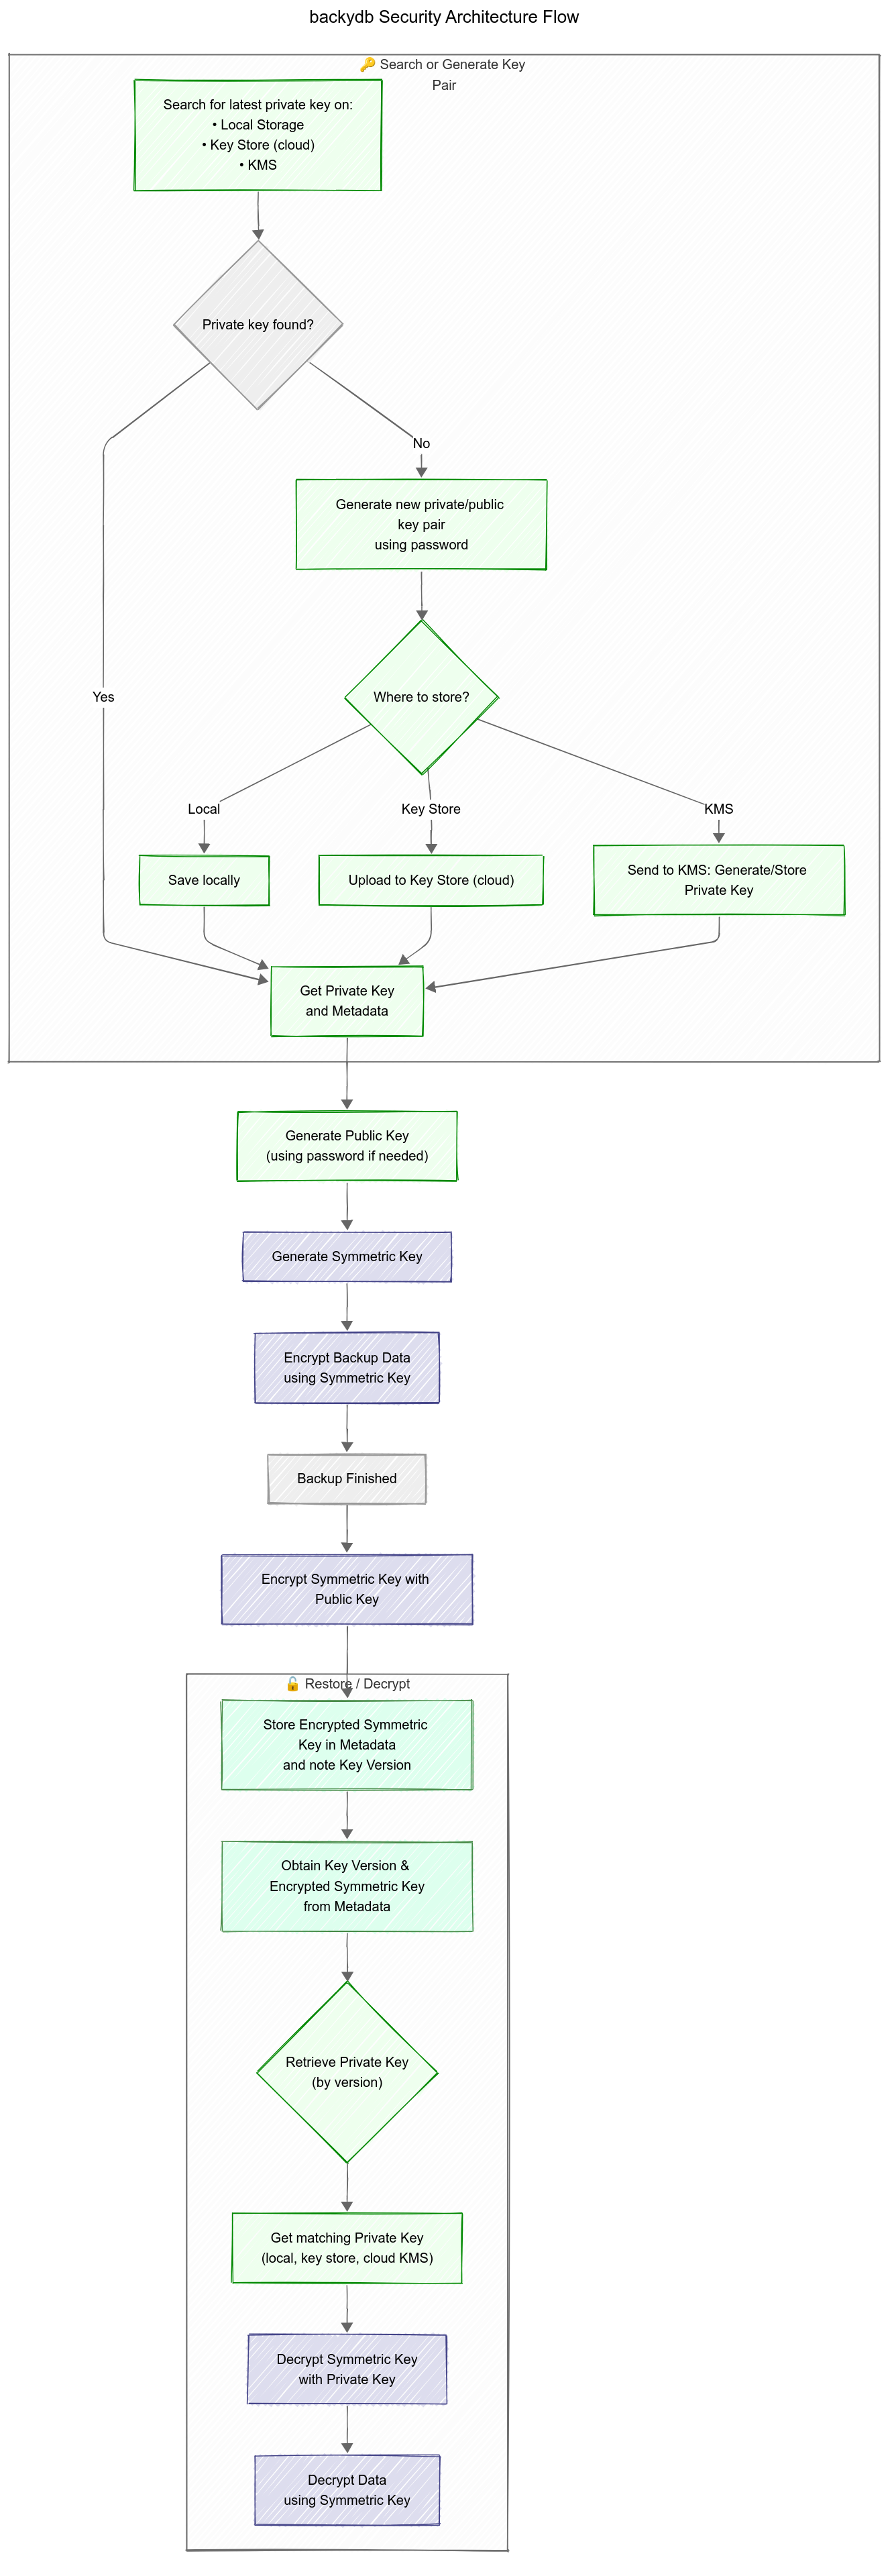 backydb Security Architecture Flow
🔑 Search or Generate Key
Pair
Search for latest private key on:
• Local Storage
• Key Store (cloud)
• KMS
Private key found?
No
Generate new private/public
key pair
using password
Where to store?
Yes
Local
Key Store
KMS
Save locally
Upload to Key Store (cloud)
Send to KMS: Generate/Store
Private Key
Get Private Key
and Metadata
Generate Public Key
(using password if needed)
Generate Symmetric Key
Encrypt Backup Data
using Symmetric Key
Backup Finished
Encrypt Symmetric Key with
Public Key
🔓 Restore / Decrypt
Store Encrypted Symmetric
Key in Metadata
and note Key Version
Obtain Key Version &
Encrypted Symmetric Key
from Metadata
Retrieve Private Key
(by version)
Get matching Private Key
(local, key store, cloud KMS)
Decrypt Symmetric Key
with Private Key
Decrypt Data
using Symmetric Key